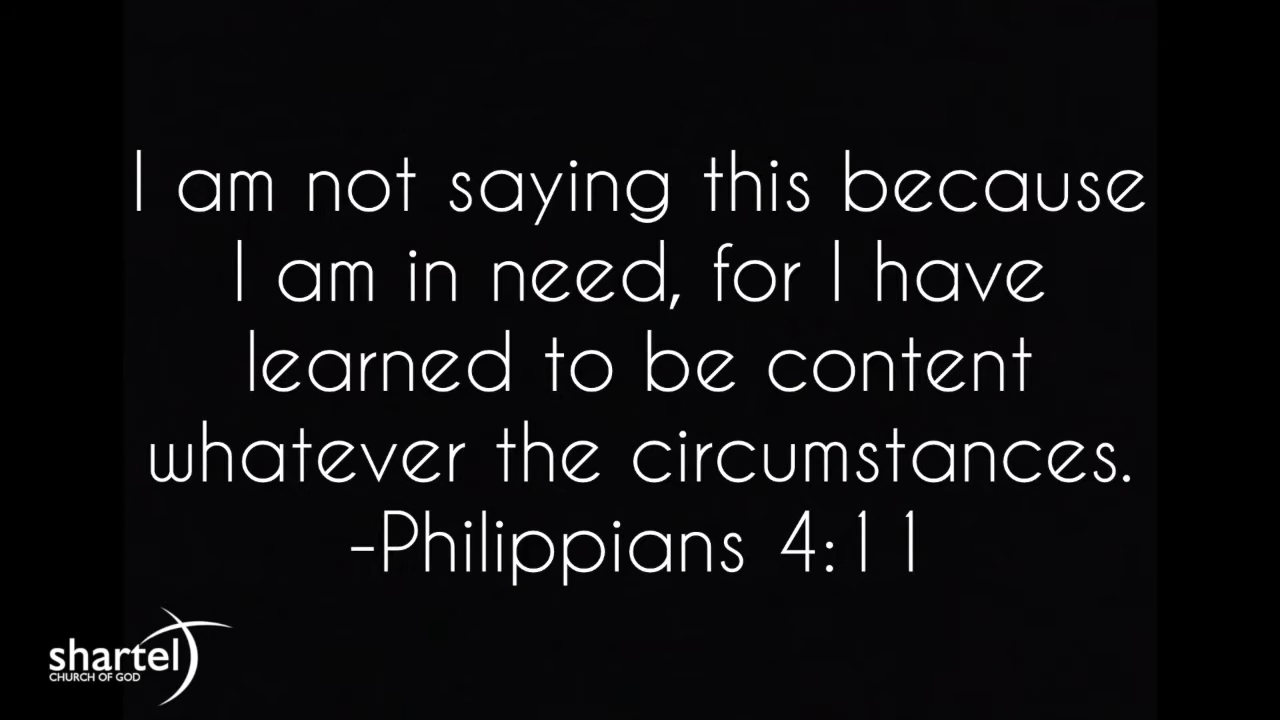 I am not saying this because
I am in need, for I have
learned to be content
whatever the circumstances.
-Philippians 4:11
shartel
CHURCH OF GOD